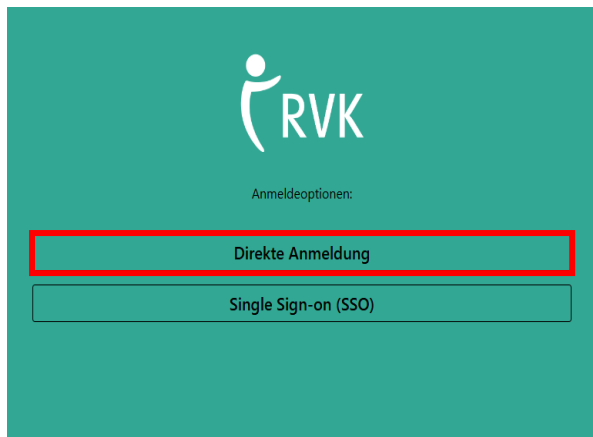 RVK
Anmeldeoptionen:
Direkte Anmeldung
Single Sign-on (SSO)